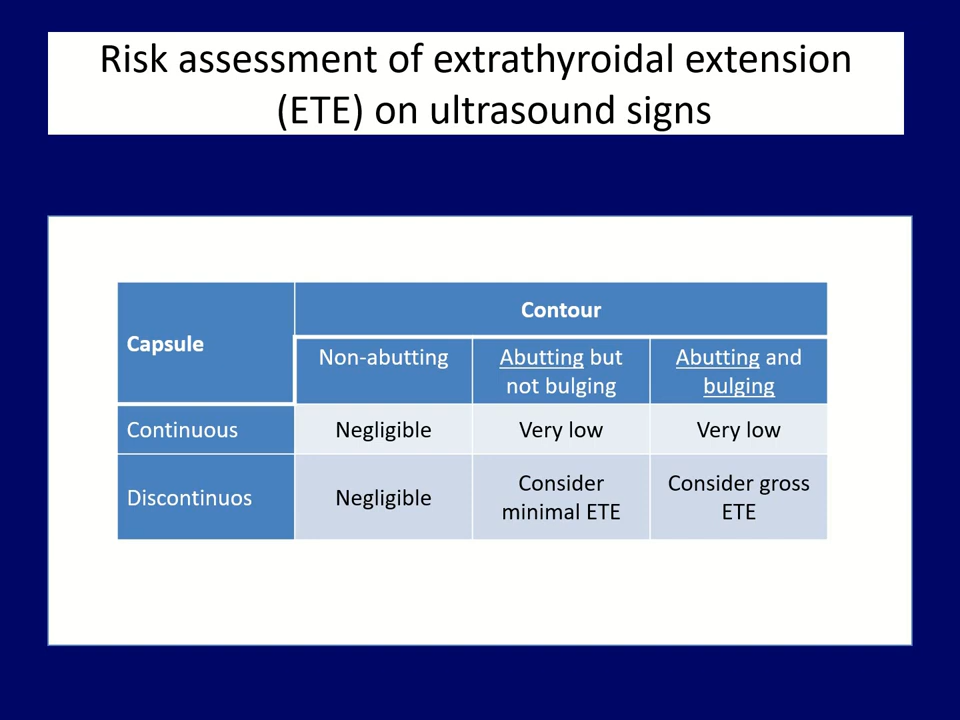 Risk assessment of extrathyroidal extension
(ETE) on ultrasound signs
Capsule
Contour
Non-abutting
Abutting but
not bulging
Abutting and
bulging
Continuous
Negligible
Very low
Very low
Discontinuos
Negligible
Consider
minimal ETE
Consider gross
ETE